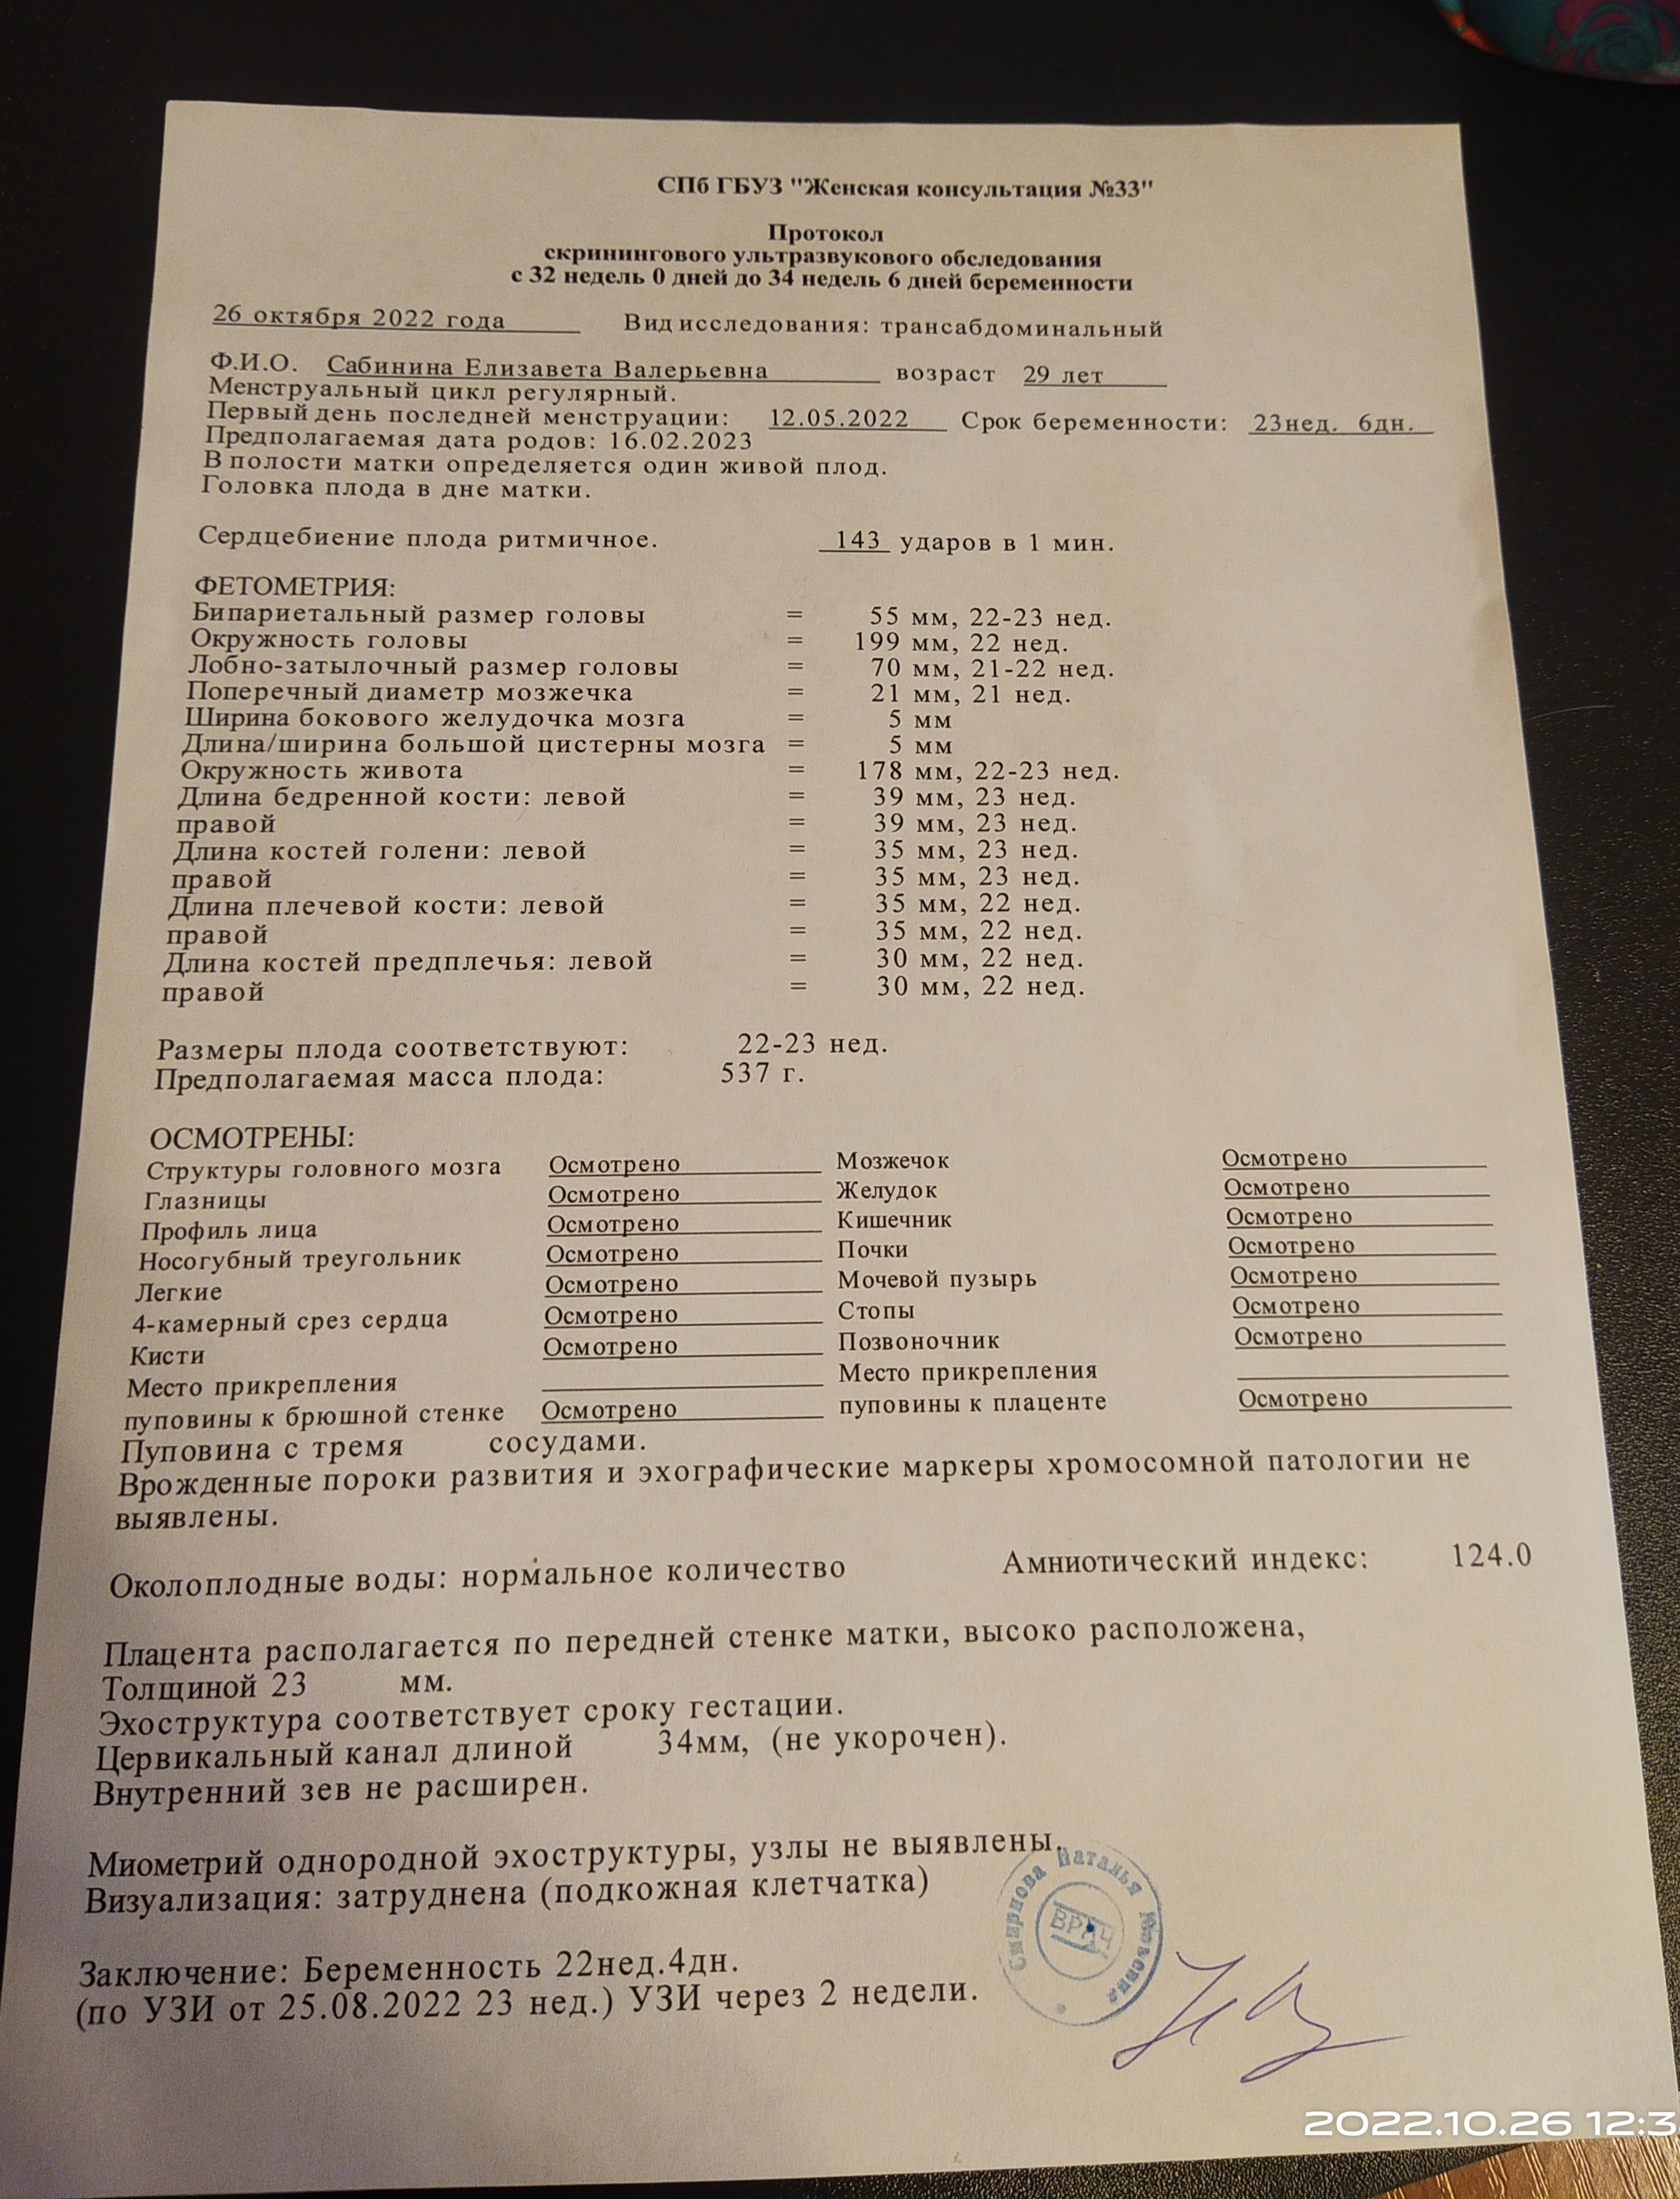 СПб ГБУЗ "Женская консультация №33"
Протокол
скринингового ультразвукового обследования
с 32 недель 0 дней до 34 недель 6 дней беременности
26 октября 2022 года Вид исследования: трансабдоминальный
Ф.И.О. Сабинина Елизавета Валерьевна возраст 29 лет
Менструальный цикл регулярный.
Первый день последней менструации: 12.05.2022 Срок беременности: 23нед. 6дн.
Предполагаемая дата родов: 16.02.2023
В полости матки определяется один живой плод.
Головка плода в дне матки.
Сердцебиение плода ритмичное. 143 ударов в 1 мин.
ФЕТОМЕТРИЯ:
Бипариетальный размер головы = 55 мм, 22-23 нед.
Окружность головы = 199 мм, 22 нед.
Лобно-затылочный размер головы = 70 мм, 21-22 нед.
Поперечный диаметр мозжечка = 21 мм, 21 нед.
Ширина бокового желудочка мозга = 5 мм
Длина/ширина большой цистерны мозга = 5 мм
Окружность живота = 178 мм, 22-23 нед.
Длина бедренной кости: левой = 39 мм, 23 нед.
правой = 39 мм, 23 нед.
Длина костей голени: левой = 35 мм, 23 нед.
правой = 35 мм, 23 нед.
Длина плечевой кости: левой = 35 мм, 22 нед.
правой = 35 мм, 22 нед.
Длина костей предплечья: левой = 30 мм, 22 нед.
правой = 30 мм, 22 нед.
Размеры плода соответствуют: 22-23 нед.
Предполагаемая масса плода: 537 г.
ОСМОТРЕНЫ:
Структуры головного мозга Осмотрено Мозжечок Осмотрено
Глазницы Осмотрено Желудок Осмотрено
Профиль лица Осмотрено Кишечник Осмотрено
Носогубный треугольник Осмотрено Почки Осмотрено
Легкие Осмотрено Мочевой пузырь Осмотрено
4-камерный срез сердца Осмотрено Стопы Осмотрено
Кисти Осмотрено Позвоночник Осмотрено
Место прикрепления Место прикрепления
пуповины к брюшной стенке Осмотрено пуповины к плаценте Осмотрено
Пуповина с тремя сосудами.
Врожденные пороки развития и эхографические маркеры хромосомной патологии не
выявлены.
Околоплодные воды: нормальное количество Амниотический индекс: 124.0
Плацента располагается по передней стенке матки, высоко расположена,
Толщиной 23 мм.
Эхоструктура соответствует сроку гестации.
Цервикальный канал длиной 34мм, (не укорочен).
Внутренний зев не расширен.
Миометрий однородной эхоструктуры, узлы не выявлены.
Визуализация: затруднена (подкожная клетчатка)
Смирнова Наталья
ВРАЧ
Заключение: Беременность 22нед.4дн.
(по УЗИ от 25.08.2022 23 нед.) УЗИ через 2 недели.
2022.10.26 12:3